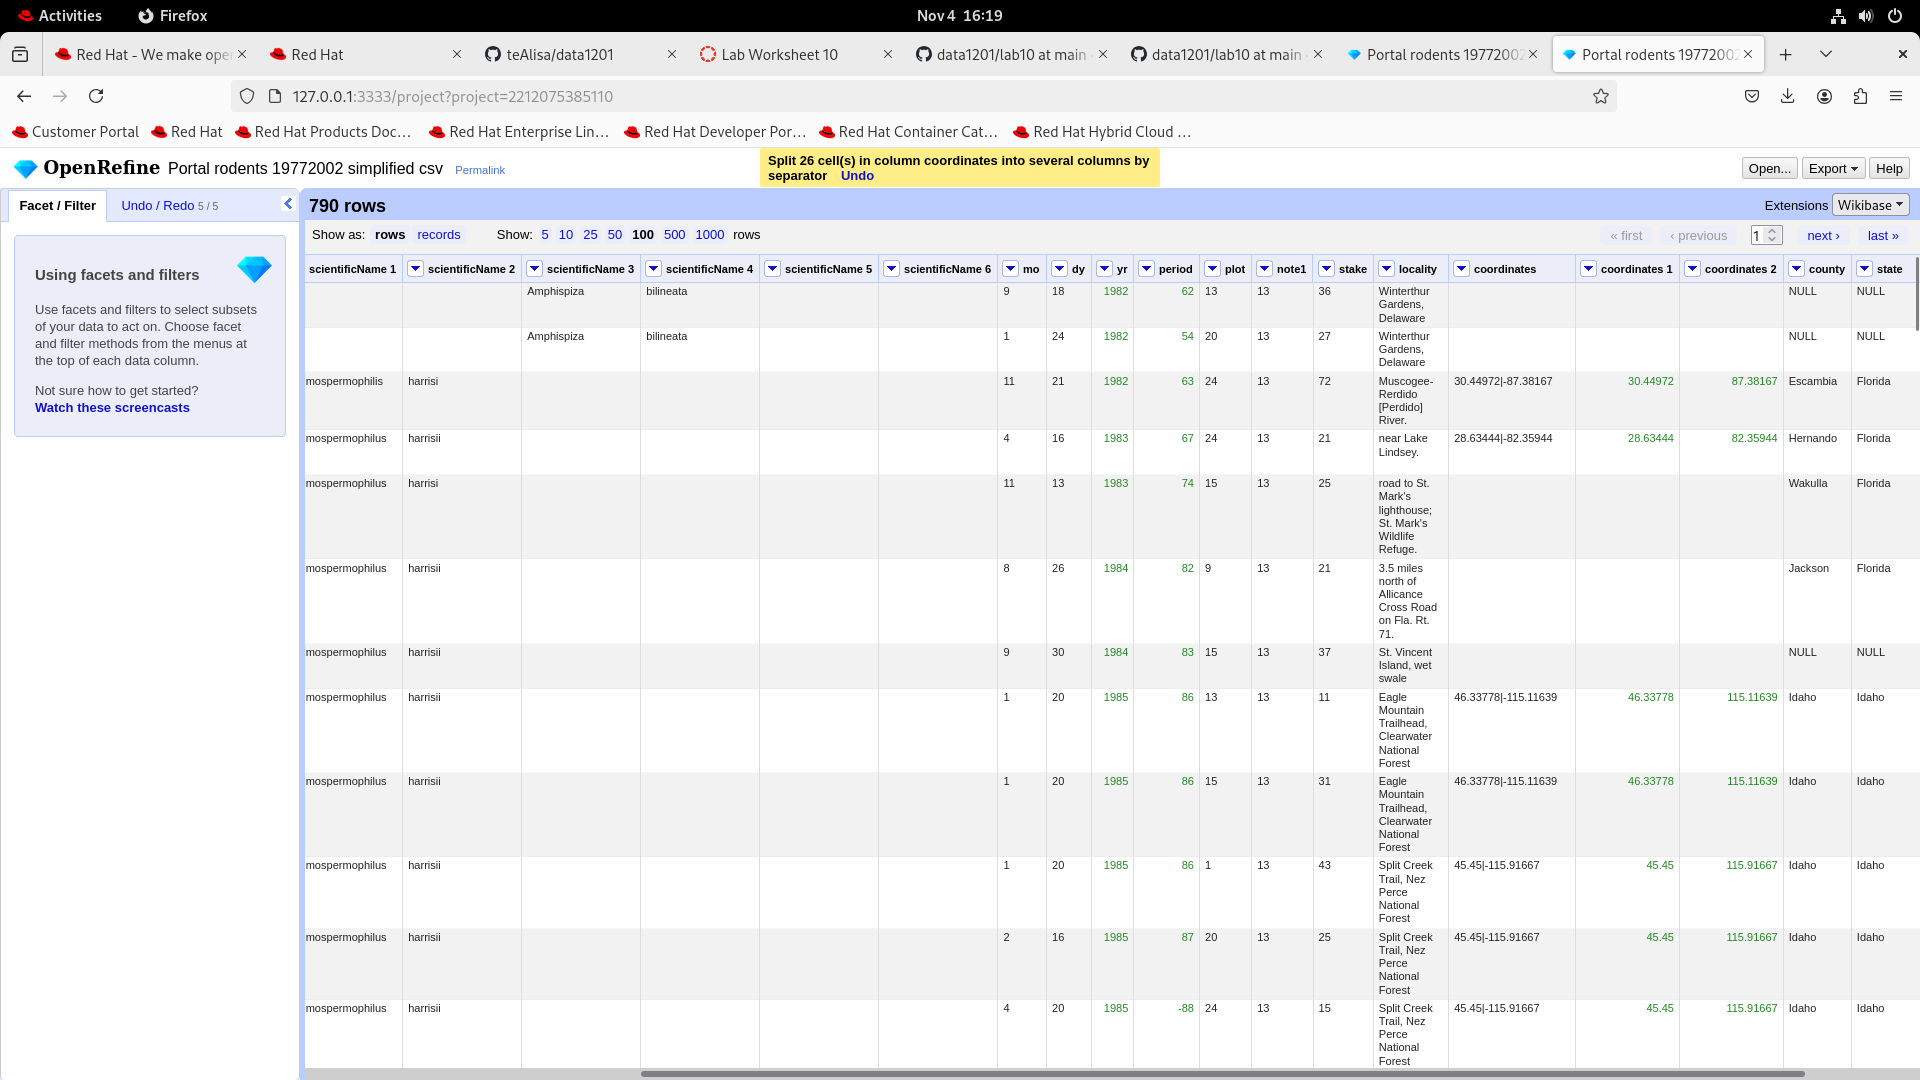 Activities Firefox Nov 4 16:19
Red Hat - We make ope Red Hat teAlisa/data1201 Lab Worksheet 10 data1201/lab10 at main data1201/lab10 at main Portal rodents 19772002 Portal rodents 19772002
127.0.0.1:3333/project?project=2212075385110
Customer Portal Red Hat Red Hat Products Doc… Red Hat Enterprise Lin… Red Hat Developer Por… Red Hat Container Cat… Red Hat Hybrid Cloud …
OpenRefine Portal rodents 19772002 simplified csv Permalink
Split 26 cell(s) in column coordinates into several columns by
separator Undo
Open... Export Help
Facet / Filter Undo / Redo 5 / 5
790 rows
Extensions Wikibase
Show as: rows records Show: 5 10 25 50 100 500 1000 rows
« first ‹ previous 1 next › last »
Using facets and filters
Use facets and filters to select subsets
of your data to act on. Choose facet
and filter methods from the menus at
the top of each data column.
Not sure how to get started?
Watch these screencasts
scientificName 1 scientificName 2 scientificName 3 scientificName 4 scientificName 5 scientificName 6 mo dy yr period plot note1 stake locality coordinates coordinates 1 coordinates 2 county state
Amphispiza bilineata 9 18 1982 62 13 13 36 Winterthur NULL NULL
Gardens,
Delaware
Amphispiza bilineata 1 24 1982 54 20 13 27 Winterthur NULL NULL
Gardens,
Delaware
mospermophilis harrisi 11 21 1982 63 24 13 72 Muscogee- 30.44972|-87.38167 30.44972 87.38167 Escambia Florida
Rerdido
[Perdido]
River.
mospermophilus harrisii 4 16 1983 67 24 13 21 near Lake 28.63444|-82.35944 28.63444 82.35944 Hernando Florida
Lindsey.
mospermophilus harrisi 11 13 1983 74 15 13 25 road to St. Wakulla Florida
Mark's
lighthouse;
St. Mark's
Wildlife
Refuge.
mospermophilus harrisii 8 26 1984 82 9 13 21 3.5 miles Jackson Florida
north of
Allicance
Cross Road
on Fla. Rt.
71.
mospermophilus harrisii 9 30 1984 83 15 13 37 St. Vincent NULL NULL
Island, wet
swale
mospermophilus harrisii 1 20 1985 86 13 13 11 Eagle 46.33778|-115.11639 46.33778 115.11639 Idaho Idaho
Mountain
Trailhead,
Clearwater
National
Forest
mospermophilus harrisii 1 20 1985 86 15 13 31 Eagle 46.33778|-115.11639 46.33778 115.11639 Idaho Idaho
Mountain
Trailhead,
Clearwater
National
Forest
mospermophilus harrisii 1 20 1985 86 1 13 43 Split Creek 45.45|-115.91667 45.45 115.91667 Idaho Idaho
Trail, Nez
Perce
National
Forest
mospermophilus harrisii 2 16 1985 87 20 13 25 Split Creek 45.45|-115.91667 45.45 115.91667 Idaho Idaho
Trail, Nez
Perce
National
Forest
mospermophilus harrisii 4 20 1985 -88 24 13 15 Split Creek 45.45|-115.91667 45.45 115.91667 Idaho Idaho
Trail, Nez
Perce
National
Forest